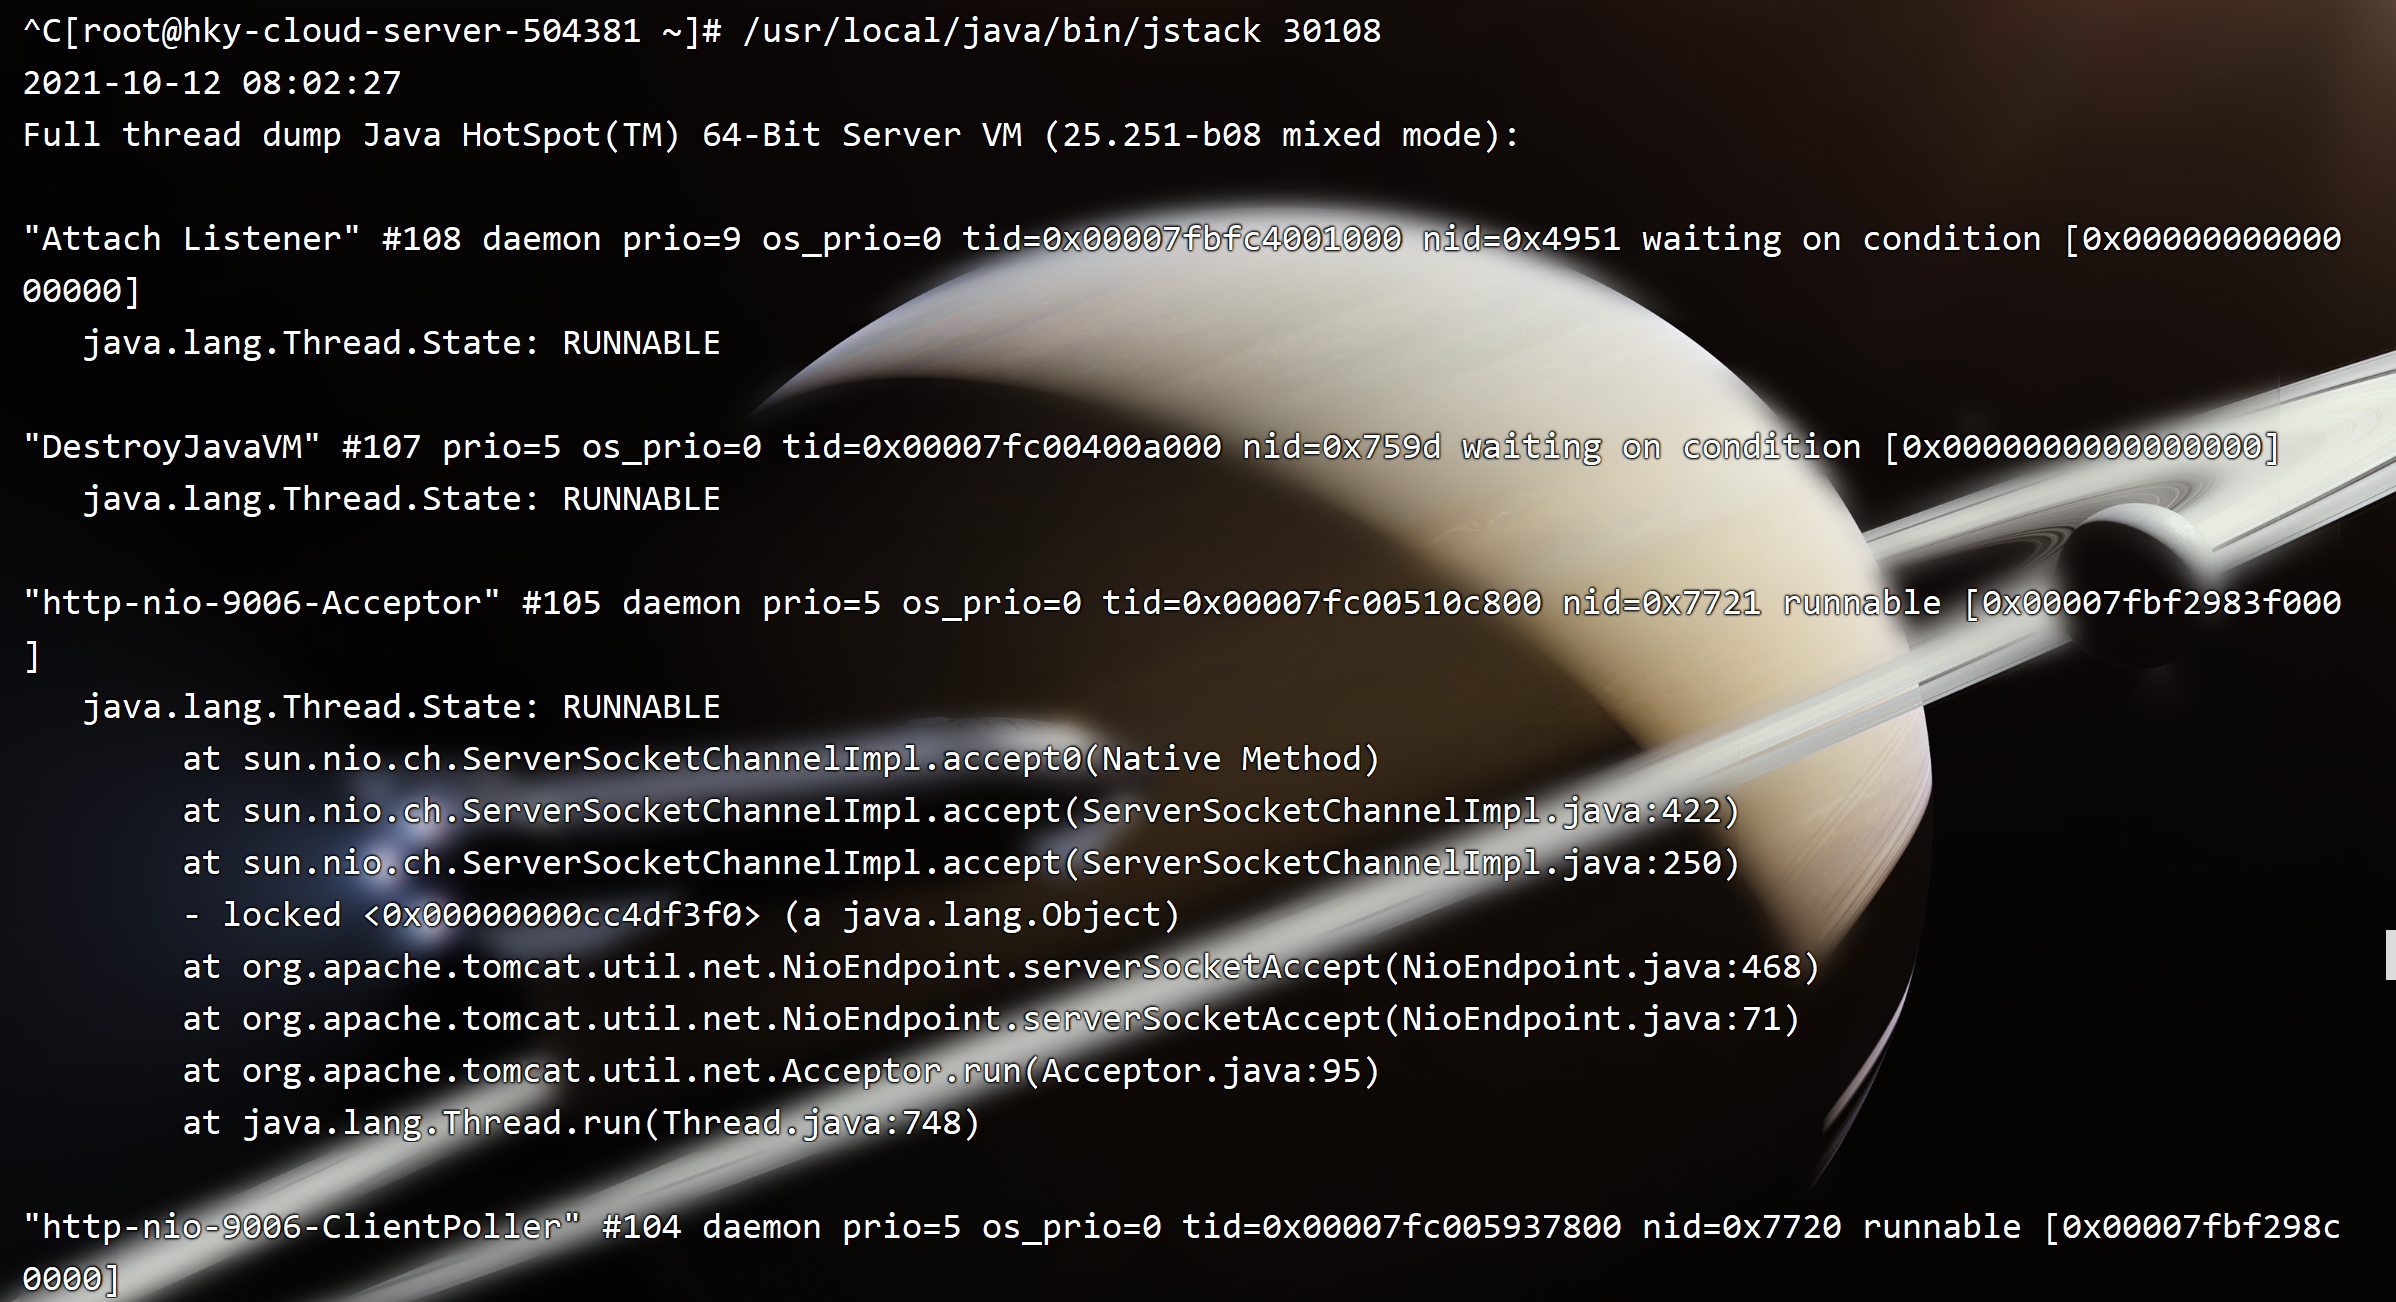 ^C[root@hky-cloud-server-504381 ~]# /usr/local/java/bin/jstack 30108
2021-10-12 08:02:27
Full thread dump Java HotSpot(TM) 64-Bit Server VM (25.251-b08 mixed mode):
"Attach Listener" #108 daemon prio=9 os_prio=0 tid=0x00007fbfc4001000 nid=0x4951 waiting on condition [0x00000000000
00000]
java.lang.Thread.State: RUNNABLE
"DestroyJavaVM" #107 prio=5 os_prio=0 tid=0x00007fc00400a000 nid=0x759d waiting on condition [0x0000000000000000]
java.lang.Thread.State: RUNNABLE
"http-nio-9006-Acceptor" #105 daemon prio=5 os_prio=0 tid=0x00007fc00510c800 nid=0x7721 runnable [0x00007fbf2983f000
]
java.lang.Thread.State: RUNNABLE
at sun.nio.ch.ServerSocketChannelImpl.accept0(Native Method)
at sun.nio.ch.ServerSocketChannelImpl.accept(ServerSocketChannelImpl.java:422)
at sun.nio.ch.ServerSocketChannelImpl.accept(ServerSocketChannelImpl.java:250)
- locked <0x00000000cc4df3f0> (a java.lang.Object)
at org.apache.tomcat.util.net.NioEndpoint.serverSocketAccept(NioEndpoint.java:468)
at org.apache.tomcat.util.net.NioEndpoint.serverSocketAccept(NioEndpoint.java:71)
at org.apache.tomcat.util.net.Acceptor.run(Acceptor.java:95)
at java.lang.Thread.run(Thread.java:748)
"http-nio-9006-ClientPoller" #104 daemon prio=5 os_prio=0 tid=0x00007fc005937800 nid=0x7720 runnable [0x00007fbf298c
0000]